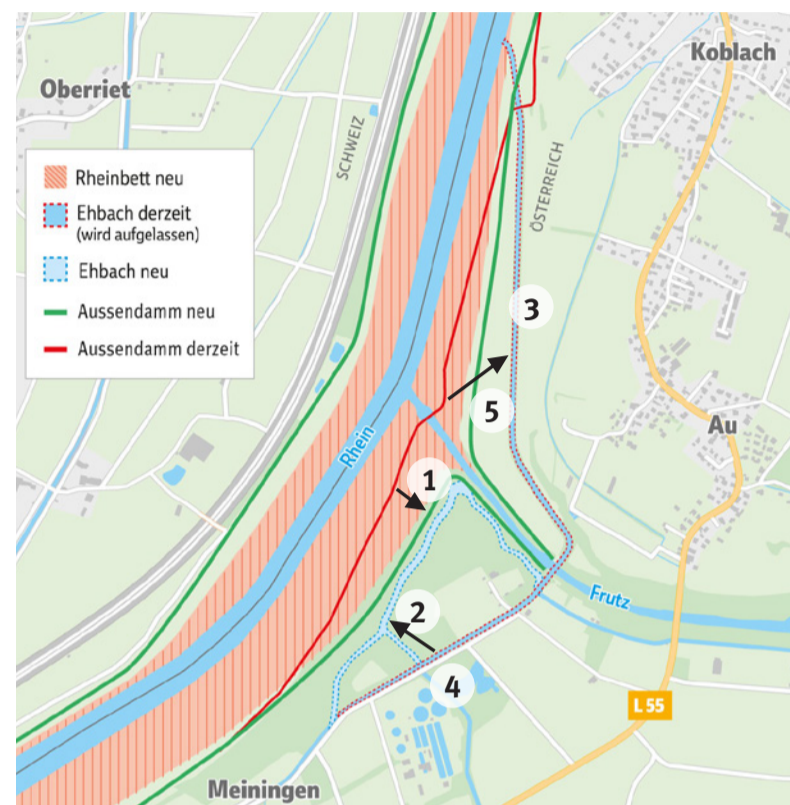 Koblach
Oberriet
SCHWEIZ
ÖSTERREICH
Rheinbett neu
Ehbach derzeit
(wird aufgelassen)
Ehbach neu
Aussendamm neu
Aussendamm derzeit
3
5
Au
Rhein
1
Frutz
2
4
L 55
Meiningen